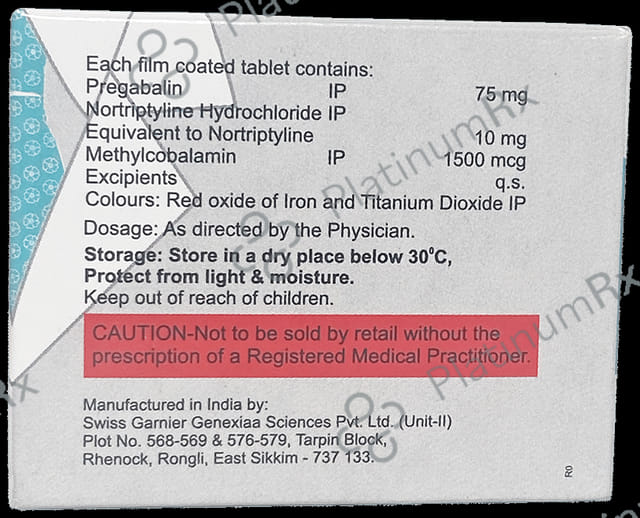 Each film coated tablet contains:
Pregabalin IP 75 mg
Nortriptyline Hydrochloride IP
Equivalent to Nortriptyline 10 mg
Methylcobalamin IP 1500 mcg
Excipients q.s.
Colours: Red oxide of Iron and Titanium Dioxide IP
Dosage: As directed by the Physician.
Storage: Store in a dry place below 30⁰C,
Protect from light & moisture.
Keep out of reach of children.
CAUTION-Not to be sold by retail without the
prescription of a Registered Medical Practitioner.
Manufactured in India by:
Swiss Garnier Genexiaa Sciences Pvt. Ltd. (Unit-II)
Plot No. 568-569 & 576-579, Tarpin Block,
Rhenock, Rongli, East Sikkim - 737 133.
R0
PlatinumRx
PlatinumRx